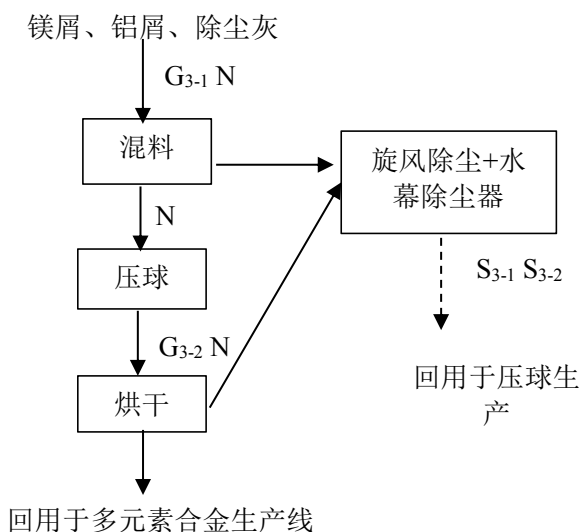 镁屑、铝屑、除尘灰
G3-1 N
混料
旋风除尘+水
幕除尘器
N
压球
S3-1 S3-2
G3-2 N
回用于压球生
产
烘干
回用于多元素合金生产线